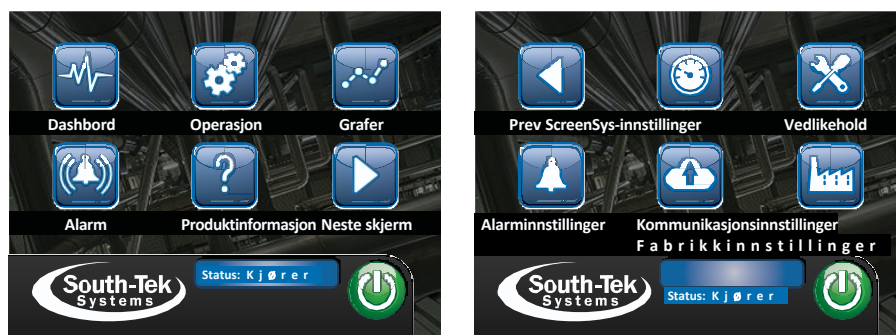 Dashbord Operasjon Grafer
Alarm Produktinformasjon Neste skjerm
South-Tek
Systems
Status: Kjører
Prev ScreenSys-innstillinger Vedlikehold
Alarminnstillinger Kommunikasjonsinnstillinger
Fabrikkinnstillinger
South-Tek
Systems
Status: Kjører